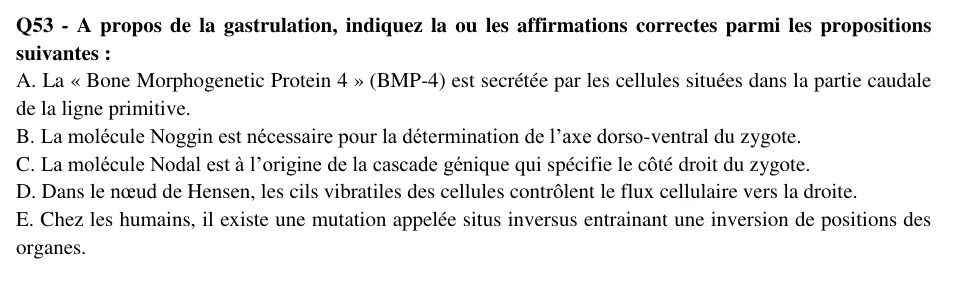 Q53 - A propos de la gastrulation, indiquez la ou les affirmations correctes parmi les propositions
suivantes :
A. La « Bone Morphogenetic Protein 4 » (BMP-4) est secrétée par les cellules situées dans la partie caudale
de la ligne primitive.
B. La molécule Noggin est nécessaire pour la détermination de l'axe dorso-ventral du zygote.
C. La molécule Nodal est à l'origine de la cascade génique qui spécifie le côté droit du zygote.
D. Dans le nœud de Hensen, les cils vibratiles des cellules contrôlent le flux cellulaire vers la droite.
E. Chez les humains, il existe une mutation appelée situs inversus entrainant une inversion de positions des
organes.